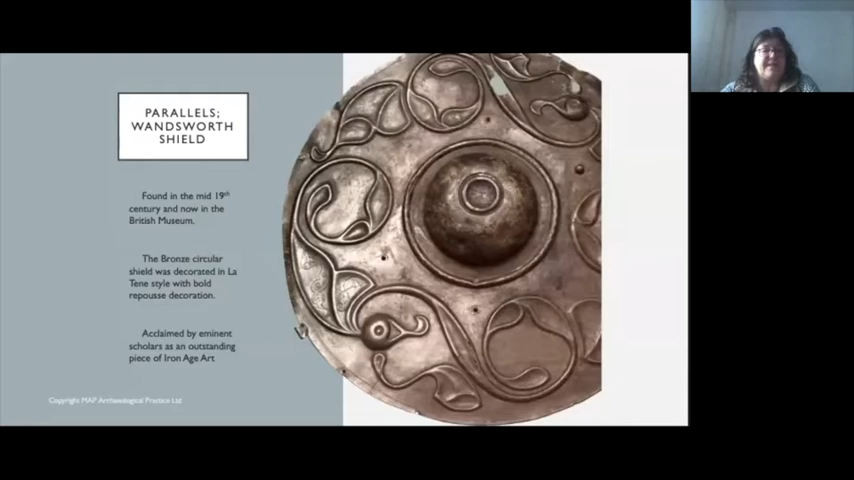 PARALLELS;
WANDSWORTH
SHIELD
Found in the mid 19th
century and now in the
British Museum.
The Bronze circular
shield was decorated in La
Tene style with bold
repousse decoration.
Acclaimed by eminent
scholars as an outstanding
piece of Iron Age Art
Copyright MAP Archaeological Practice Ltd